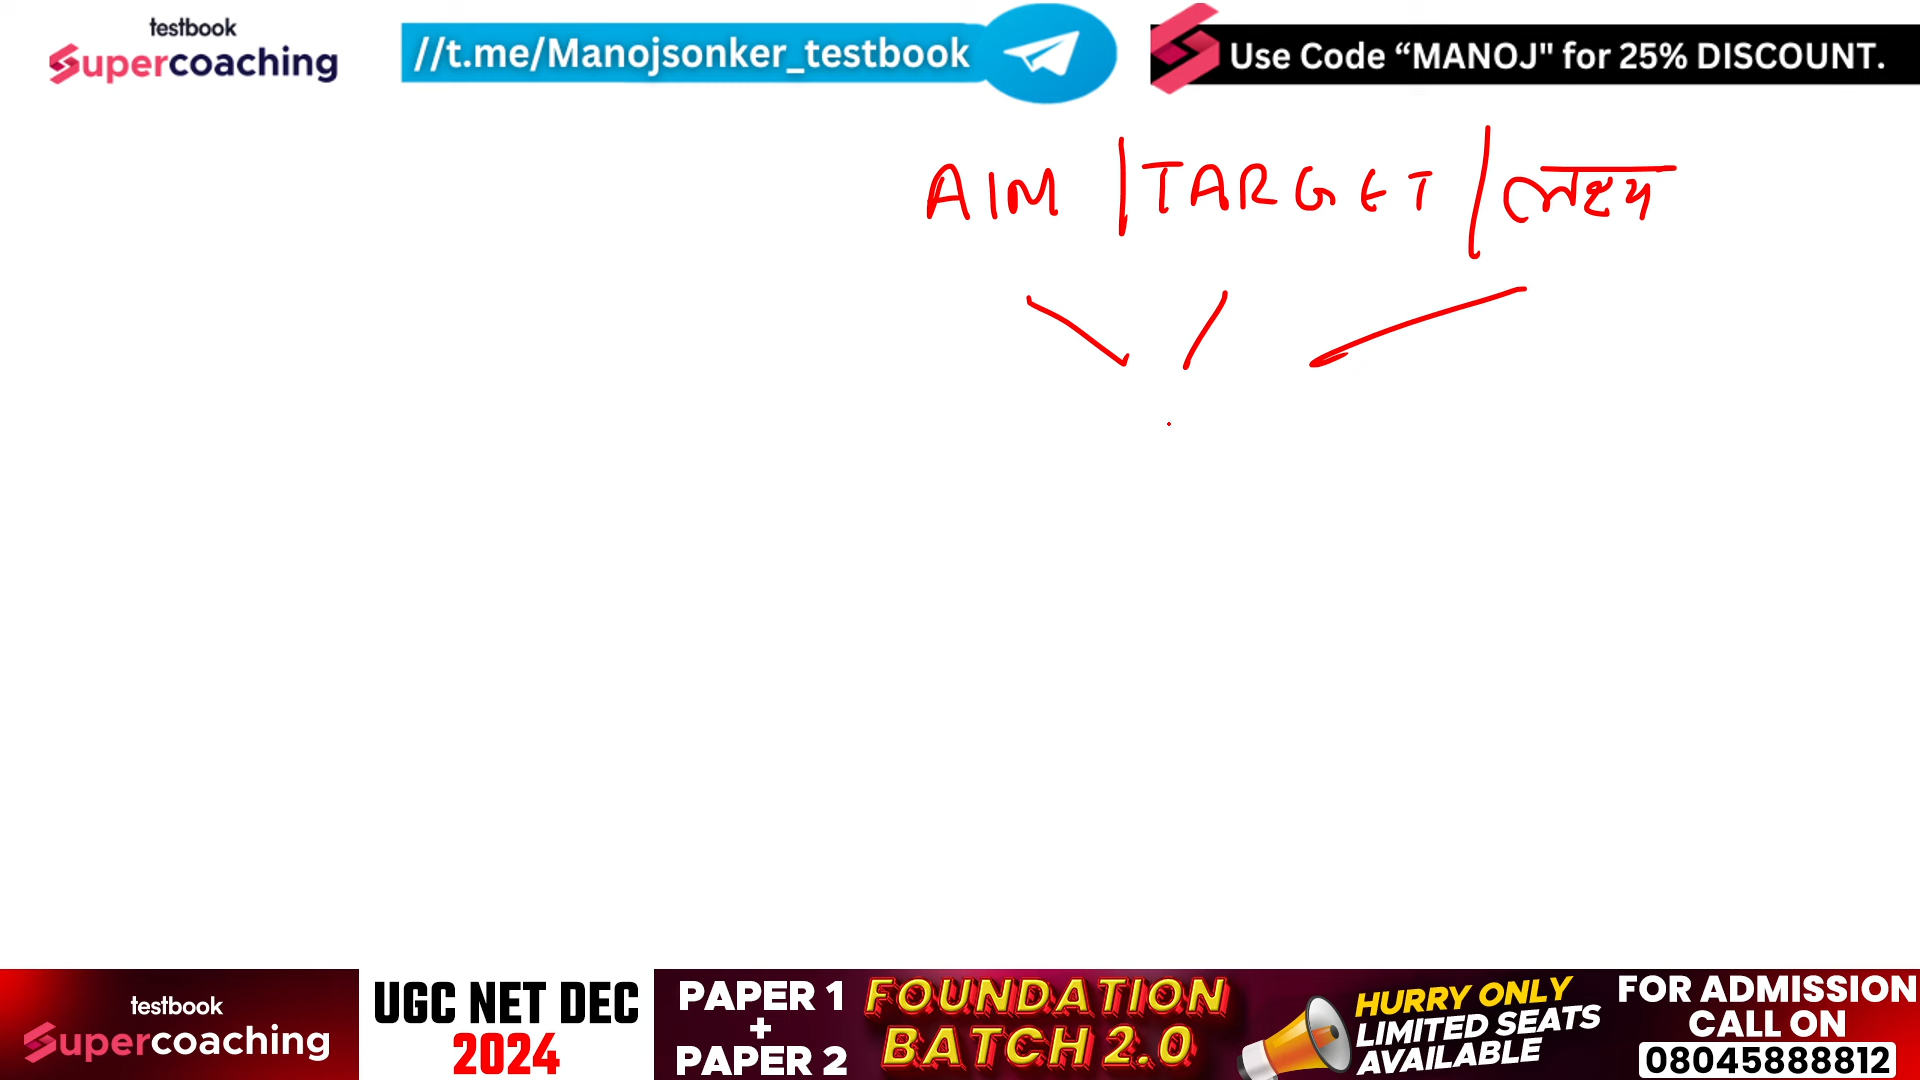 testbook
Supercoaching
//t.me/Manojsonker_testbook
Use Code “MANOJ" for 25% DISCOUNT.
AIM | TARGET / लक्ष्य
testbook
Supercoaching
UGC NET DEC
2024
PAPER 1
+
PAPER 2
FOUNDATION
BATCH 2.0
HURRY ONLY
LIMITED SEATS
AVAILABLE
FOR ADMISSION
CALL ON
08045888812